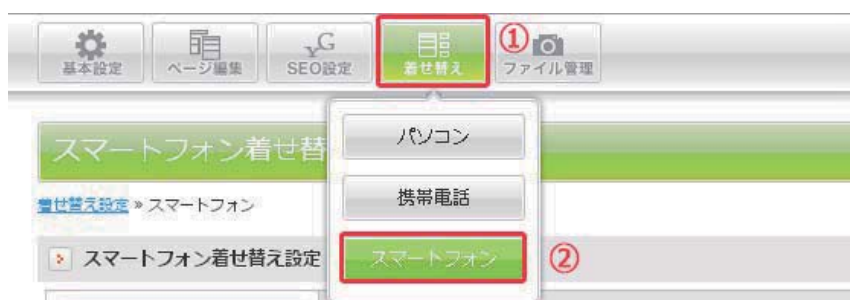 ①
基本設定 ページ編集 SEO設定 着せ替え ファイル管理
パソコン
スマートフォン着せ替
着せ替え設定 » スマートフォン
携帯電話
スマートフォン着せ替え設定
スマートフォン ②